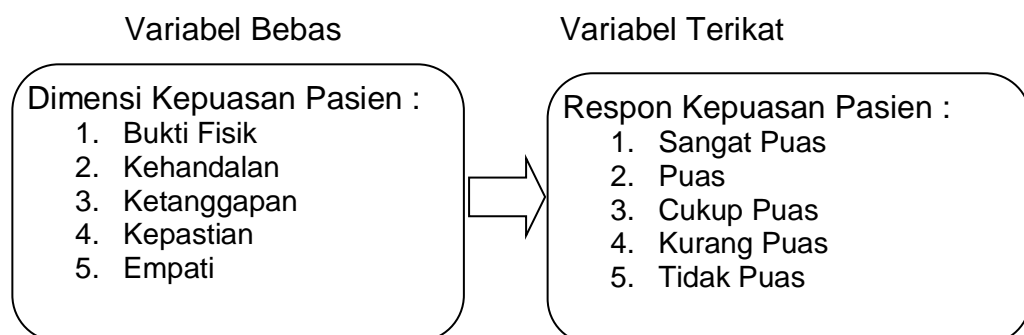 Variabel Bebas
Variabel Terikat
Dimensi Kepuasan Pasien :
1. Bukti Fisik
2. Kehandalan
3. Ketanggapan
4. Kepastian
5. Empati
Respon Kepuasan Pasien :
1. Sangat Puas
2. Puas
3. Cukup Puas
4. Kurang Puas
5. Tidak Puas